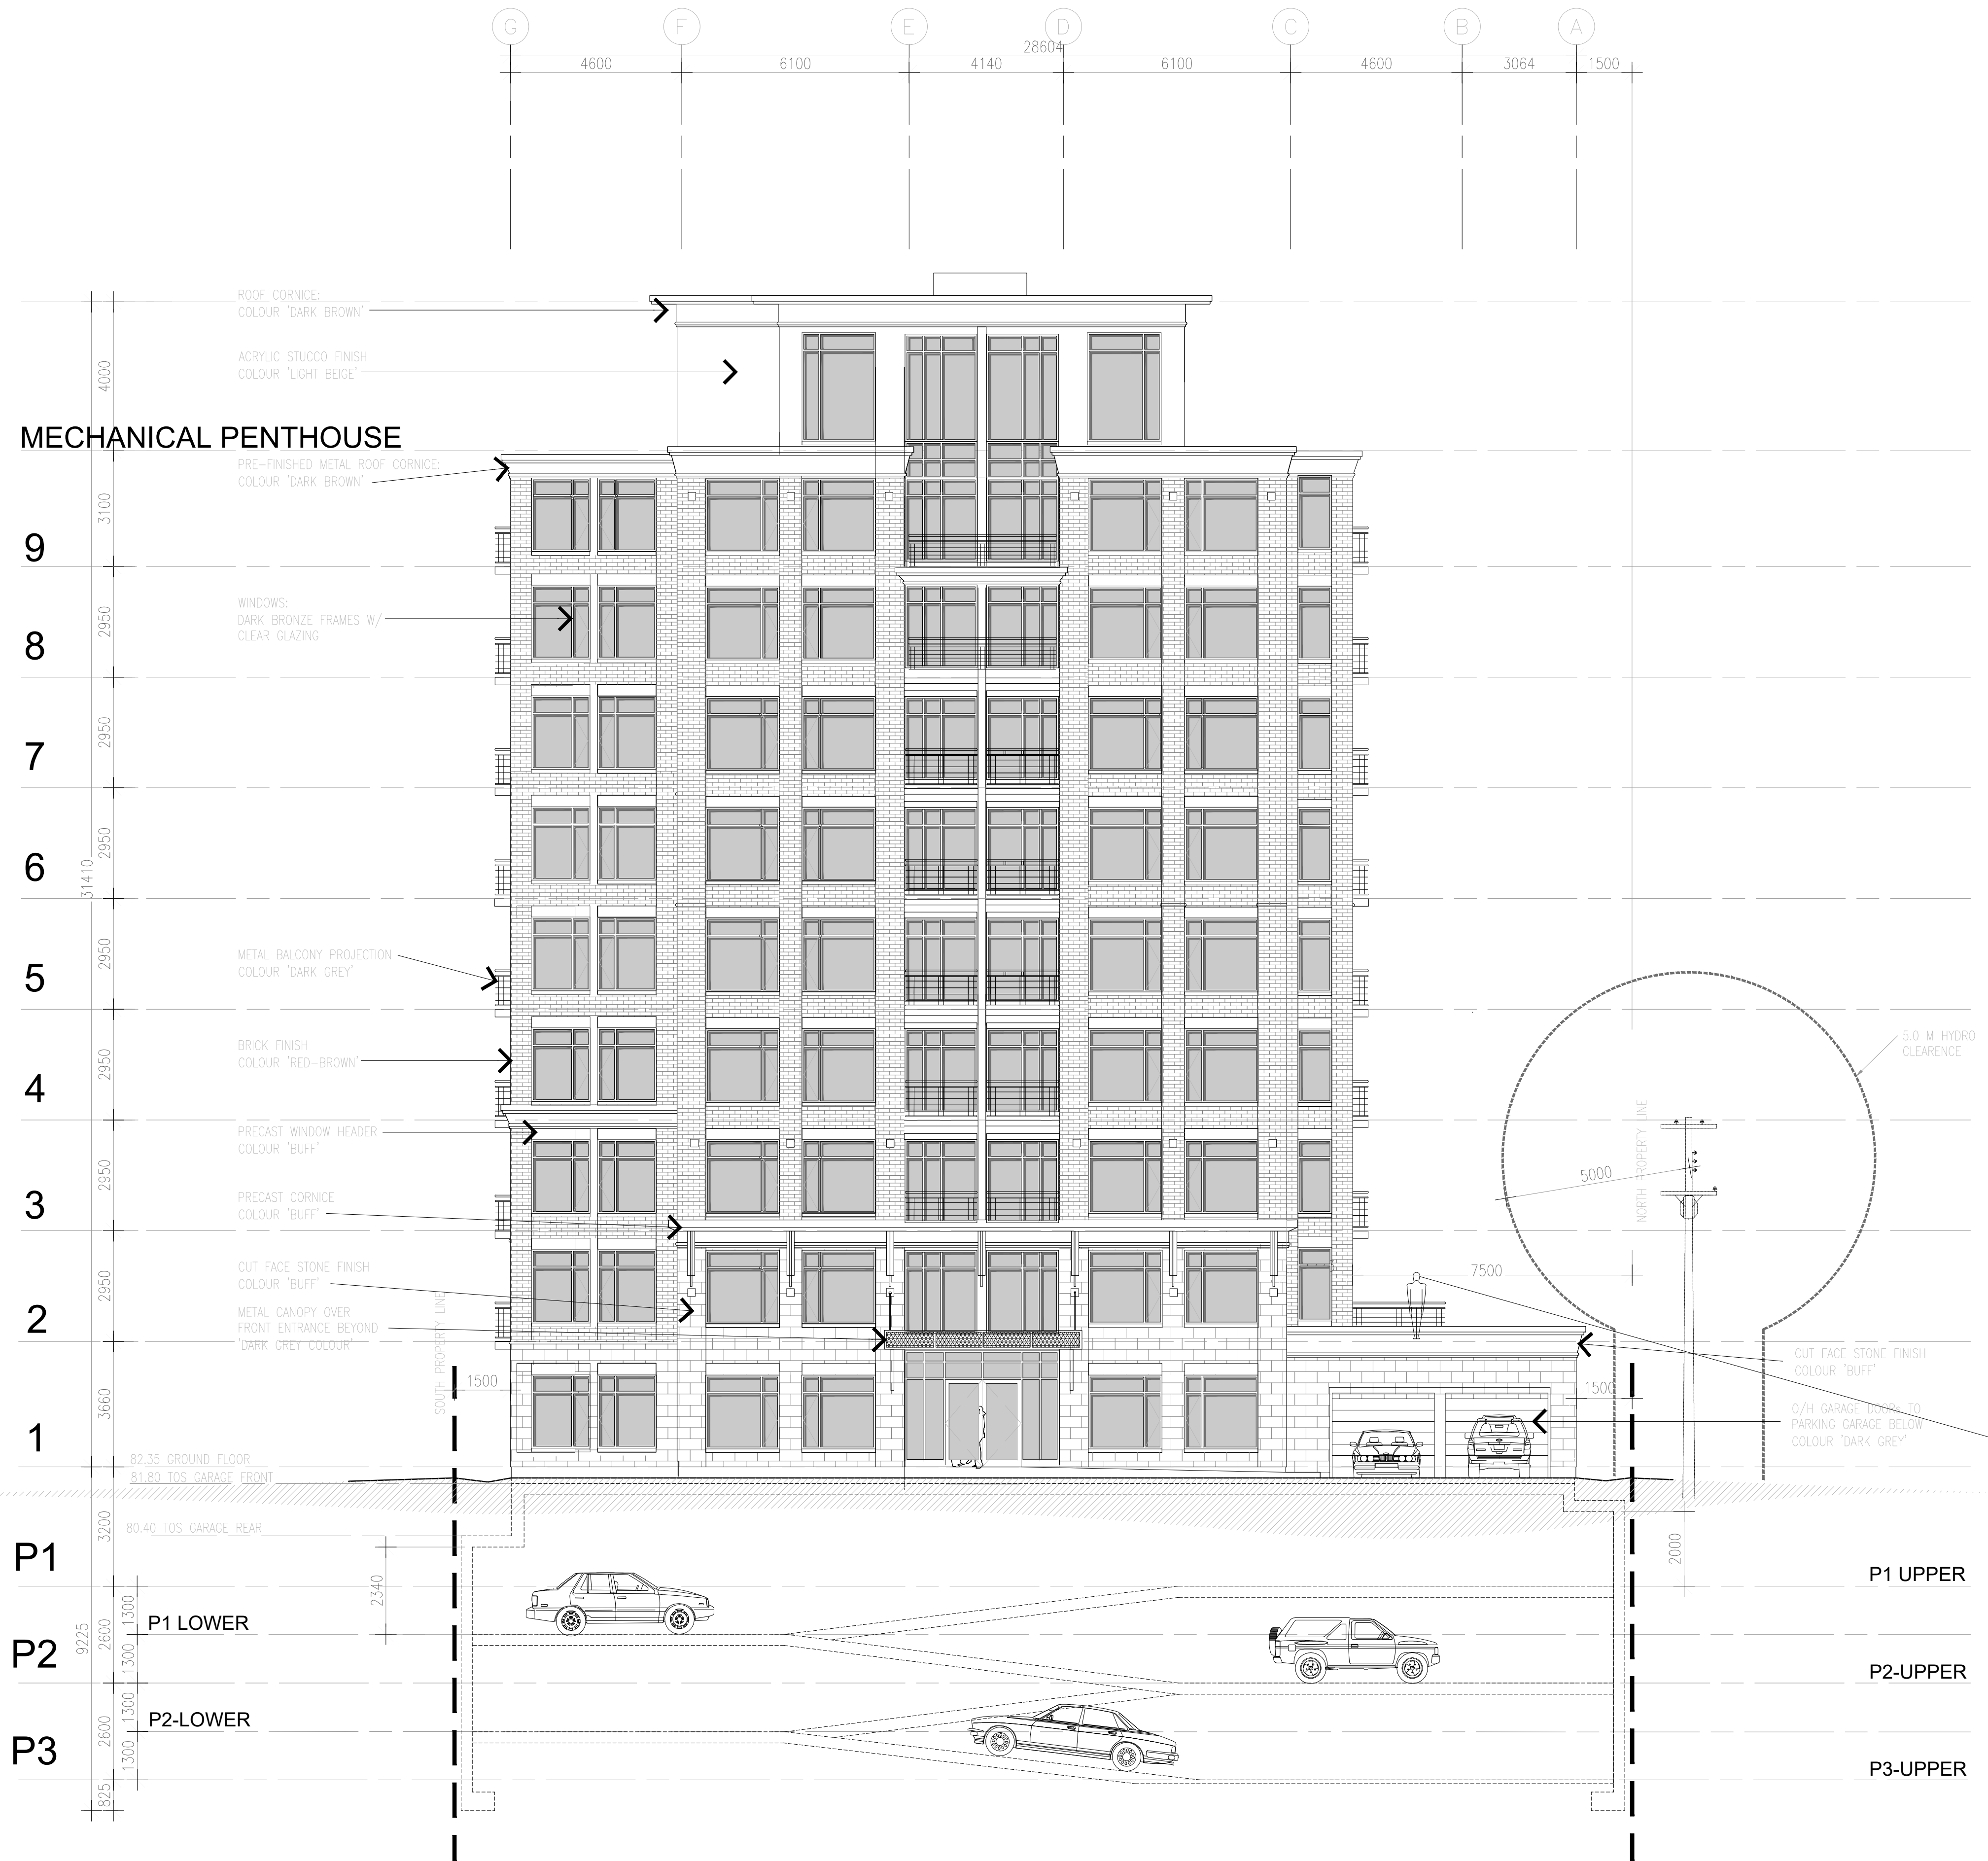 G F E D C B A
28604
4600 6100 4140 6100 4600 3064 1500
ROOF CORNICE:
COLOUR 'DARK BROWN'
ACRYLIC STUCCO FINISH
COLOUR 'LIGHT BEIGE'
4000
MECHANICAL PENTHOUSE
PRE-FINISHED METAL ROOF CORNICE:
COLOUR 'DARK BROWN'
3100
9
WINDOWS:
DARK BRONZE FRAMES W/
CLEAR GLAZING
2950
8
2950
7
2950
6
31410
METAL BALCONY PROJECTION
COLOUR 'DARK GREY'
2950
5
BRICK FINISH
COLOUR 'RED-BROWN'
2950
4
5.0 M HYDRO
CLEARENCE
PRECAST WINDOW HEADER
COLOUR 'BUFF'
2950
NORTH PROPERTY LINE
5000
3
PRECAST CORNICE
COLOUR 'BUFF'
CUT FACE STONE FINISH
COLOUR 'BUFF'
7500
2950
2
METAL CANOPY OVER
FRONT ENTRANCE BEYOND
'DARK GREY COLOUR'
SOUTH PROPERTY LINE
CUT FACE STONE FINISH
COLOUR 'BUFF'
1500
1500
3660
O/H GARAGE DOORs TO
PARKING GARAGE BELOW
COLOUR 'DARK GREY'
1
82.35 GROUND FLOOR
81.80 TOS GARAGE FRONT
3200
80.40 TOS GARAGE REAR
2000
P1
2340
P1 UPPER
1300
P1 LOWER
9225
2600
1300
P2
P2-UPPER
1300
P2-LOWER
2600
1300
P3
P3-UPPER
825